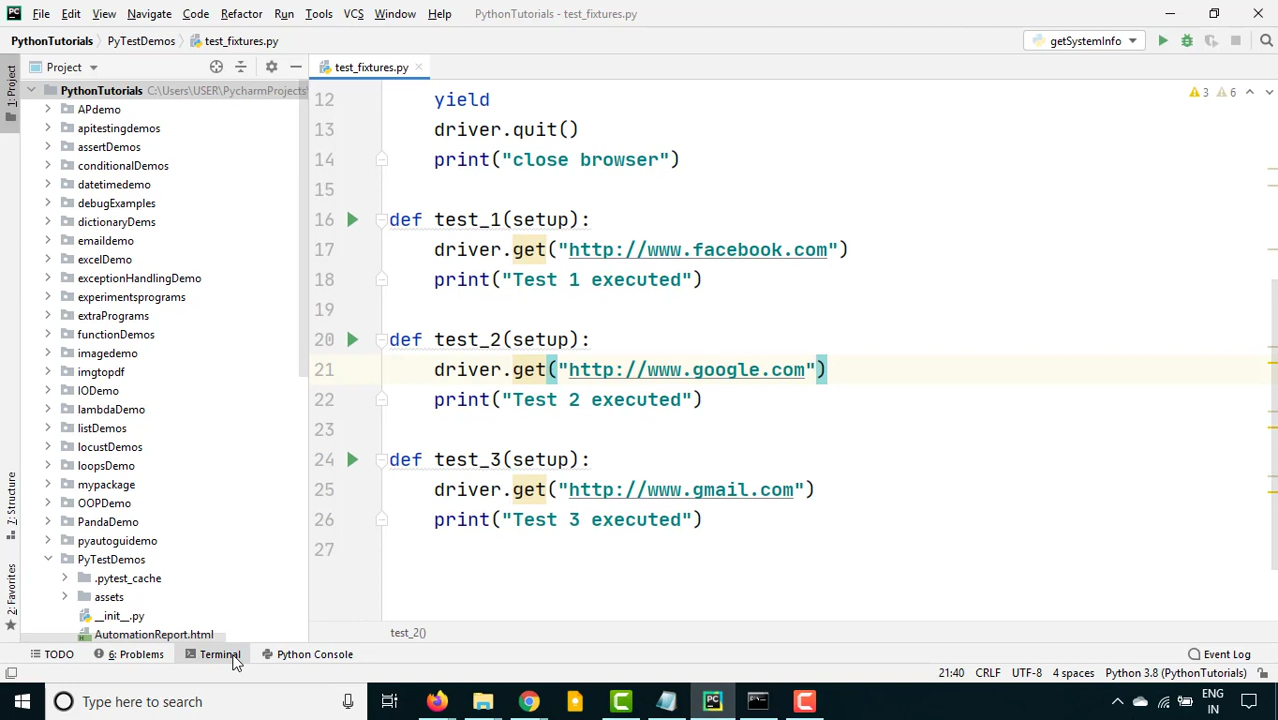 File Edit View Navigate Code Refactor Run Tools VCS Window Help PythonTutorials - test_fixtures.py
PythonTutorials PyTestDemos test_fixtures.py getSystemInfo
Project test_fixtures.py
1: Project
PythonTutorials C:\Users\USER\PycharmProjects\
APdemo
apitestingdemos
assertDemos
conditionalDemos
datetimedemo
debugExamples
dictionaryDems
emaildemo
excelDemo
exceptionHandlingDemo
experimentsprograms
extraPrograms
functionDemos
imagedemo
imgtopdf
IODemo
lambdaDemo
listDemos
locustDemos
loopsDemo
mypackage
OOPDemo
PandaDemo
pyautoguidemo
PyTestDemos
.pytest_cache
assets
__init__.py
AutomationReport.html
7: Structure
2: Favorites
3 6
12 yield
13 driver.quit()
14 print("close browser")
15
16 def test_1(setup):
17 driver.get("http://www.facebook.com")
18 print("Test 1 executed")
19
20 def test_2(setup):
21 driver.get("http://www.google.com")
22 print("Test 2 executed")
23
24 def test_3(setup):
25 driver.get("http://www.gmail.com")
26 print("Test 3 executed")
27
test_2()
TODO 6: Problems Terminal Python Console Event Log
21:40 CRLF UTF-8 4 spaces Python 3.8 (PythonTutorials)
Type here to search
ENG
IN